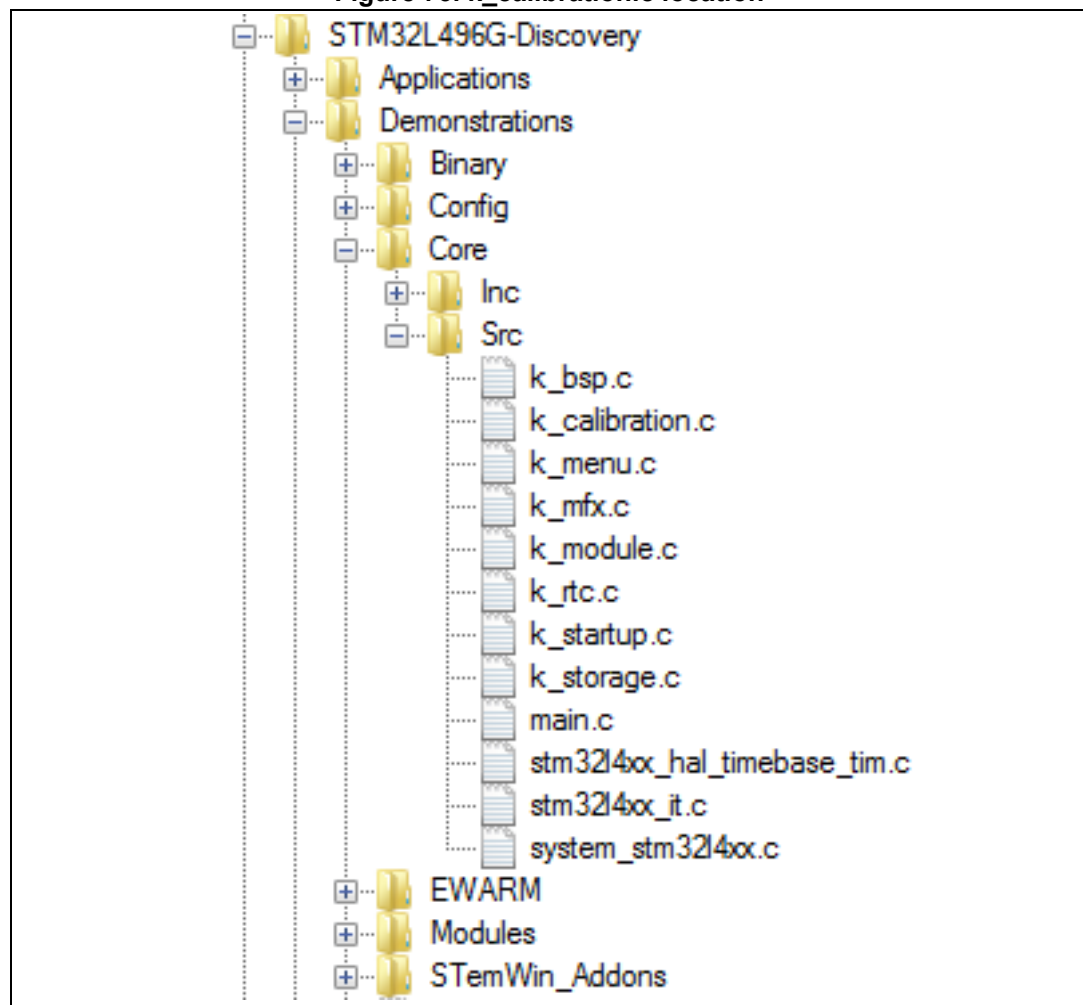 STM32L496G-Discovery
Applications
Demonstrations
Binary
Config
Core
Inc
Src
k_bsp.c
k_calibration.c
k_menu.c
k_mfx.c
k_module.c
k_rtc.c
k_startup.c
k_storage.c
main.c
stm32l4xx_hal_timebase_tim.c
stm32l4xx_it.c
system_stm32l4xx.c
EWARM
Modules
STemWin_Addons